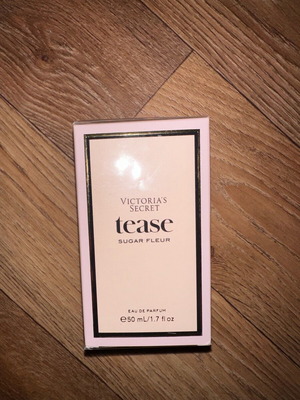 VICTORIA'S
SECRET
tease
SUGAR FLEUR
EAU DE PARFUM
℮50 mL/1.7 fl oz